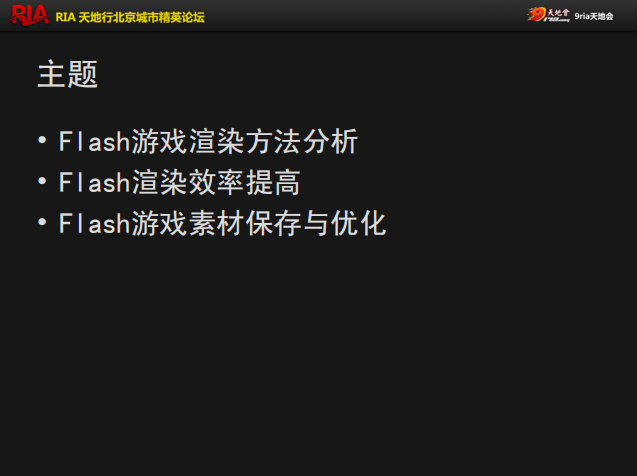 RIA
RIA 天地行北京城市精英论坛
9ria天地会
主题
• Flash游戏渲染方法分析
• Flash渲染效率提高
• Flash游戏素材保存与优化